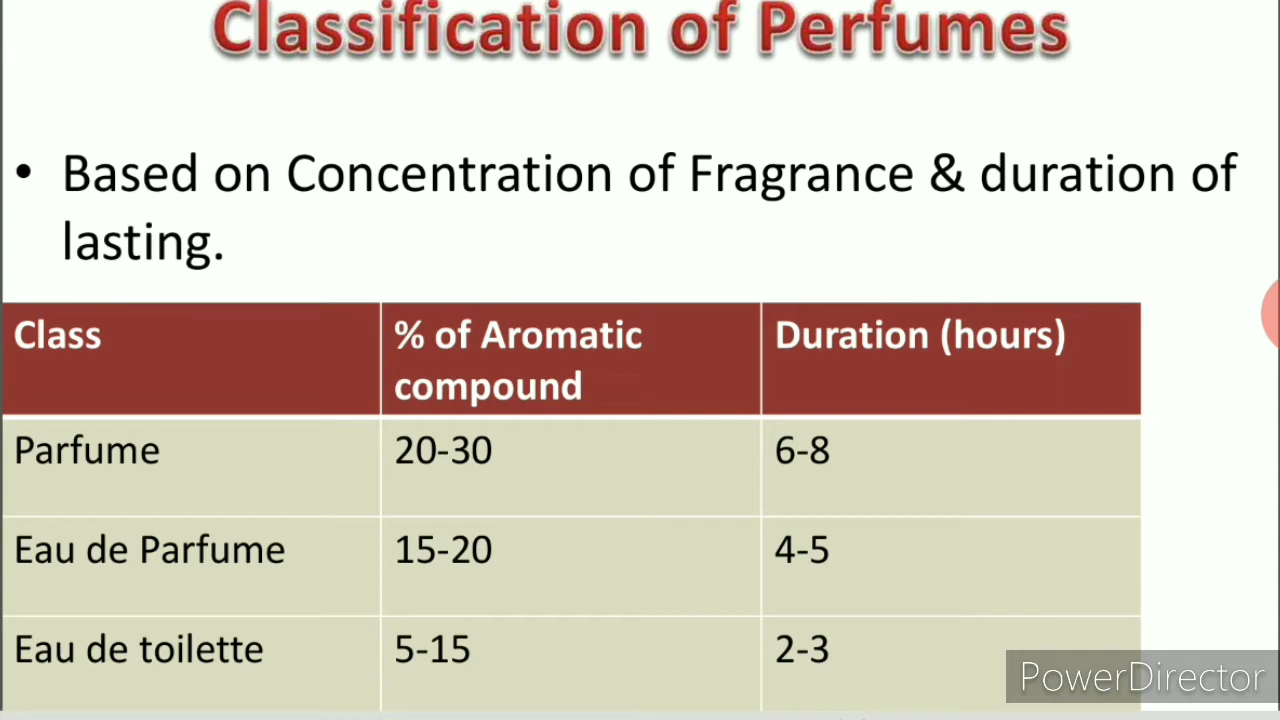 Classification of Perfumes
• Based on Concentration of Fragrance & duration of
lasting.
Class
% of Aromatic
compound
Duration (hours)
Parfume
20-30
6-8
Eau de Parfume
15-20
4-5
Eau de toilette
5-15
2-3
PowerDirector